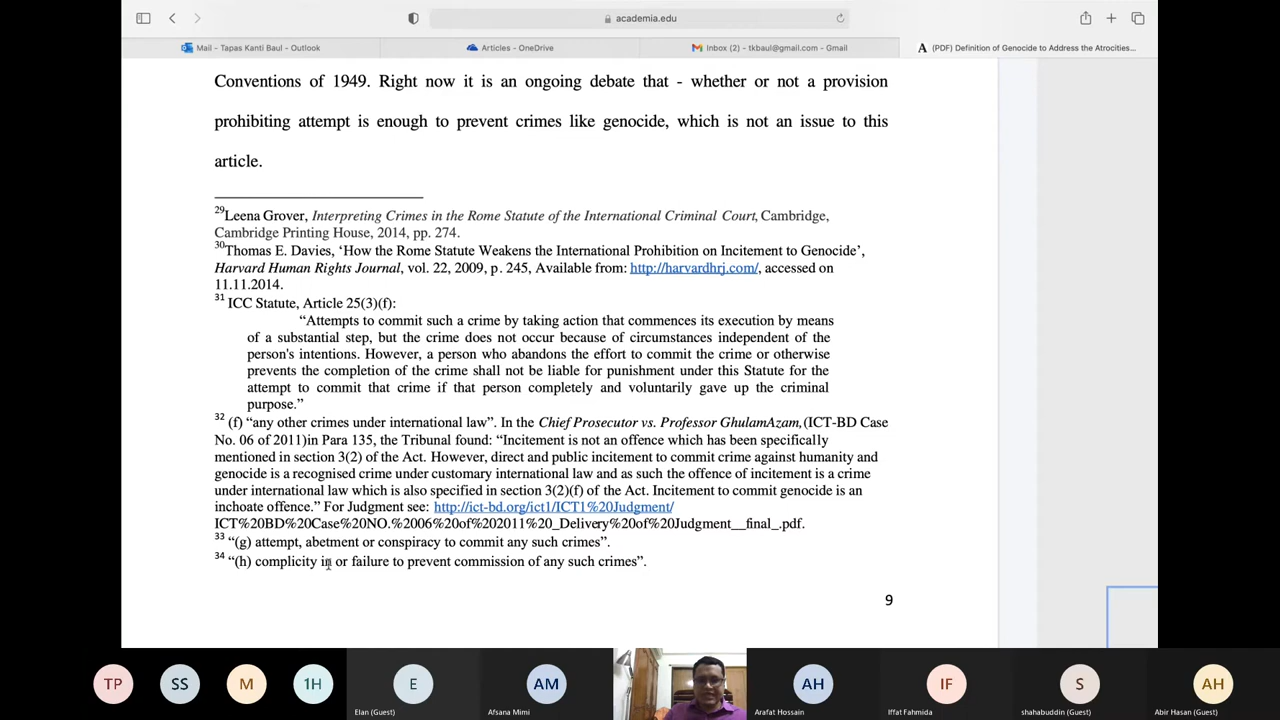 academia.edu
Mail - Tapas Kanti Baul - Outlook
Articles - OneDrive
Inbox (2) - tkbaul@gmail.com - Gmail
(PDF) Definition of Genocide to Address the Atrocities...
Conventions of 1949. Right now it is an ongoing debate that - whether or not a provision
prohibiting attempt is enough to prevent crimes like genocide, which is not an issue to this
article.
29Leena Grover, Interpreting Crimes in the Rome Statute of the International Criminal Court, Cambridge,
Cambridge Printing House, 2014, pp. 274.
30Thomas E. Davies, ‘How the Rome Statute Weakens the International Prohibition on Incitement to Genocide’,
Harvard Human Rights Journal, vol. 22, 2009, p. 245, Available from: http://harvardhrj.com/, accessed on
11.11.2014.
31 ICC Statute, Article 25(3)(f):
“Attempts to commit such a crime by taking action that commences its execution by means
of a substantial step, but the crime does not occur because of circumstances independent of the
person's intentions. However, a person who abandons the effort to commit the crime or otherwise
prevents the completion of the crime shall not be liable for punishment under this Statute for the
attempt to commit that crime if that person completely and voluntarily gave up the criminal
purpose.”
32 (f) “any other crimes under international law”. In the Chief Prosecutor vs. Professor GhulamAzam,(ICT-BD Case
No. 06 of 2011)in Para 135, the Tribunal found: “Incitement is not an offence which has been specifically
mentioned in section 3(2) of the Act. However, direct and public incitement to commit crime against humanity and
genocide is a recognised crime under customary international law and as such the offence of incitement is a crime
under international law which is also specified in section 3(2)(f) of the Act. Incitement to commit genocide is an
inchoate offence.” For Judgment see: http://ict-bd.org/ict1/ICT1%20Judgment/
ICT%20BD%20Case%20NO.%2006%20of%202011%20_Delivery%20of%20Judgment__final_.pdf.
33 “(g) attempt, abetment or conspiracy to commit any such crimes”.
34 “(h) complicity in or failure to prevent commission of any such crimes”.
9
TP
SS
M
1H
E
AM
AH
IF
S
AH
Elan (Guest)
Afsana Mimi
Arafat Hossain
Iffat Fahmida
shahabuddin (Guest)
Abir Hasan (Guest)